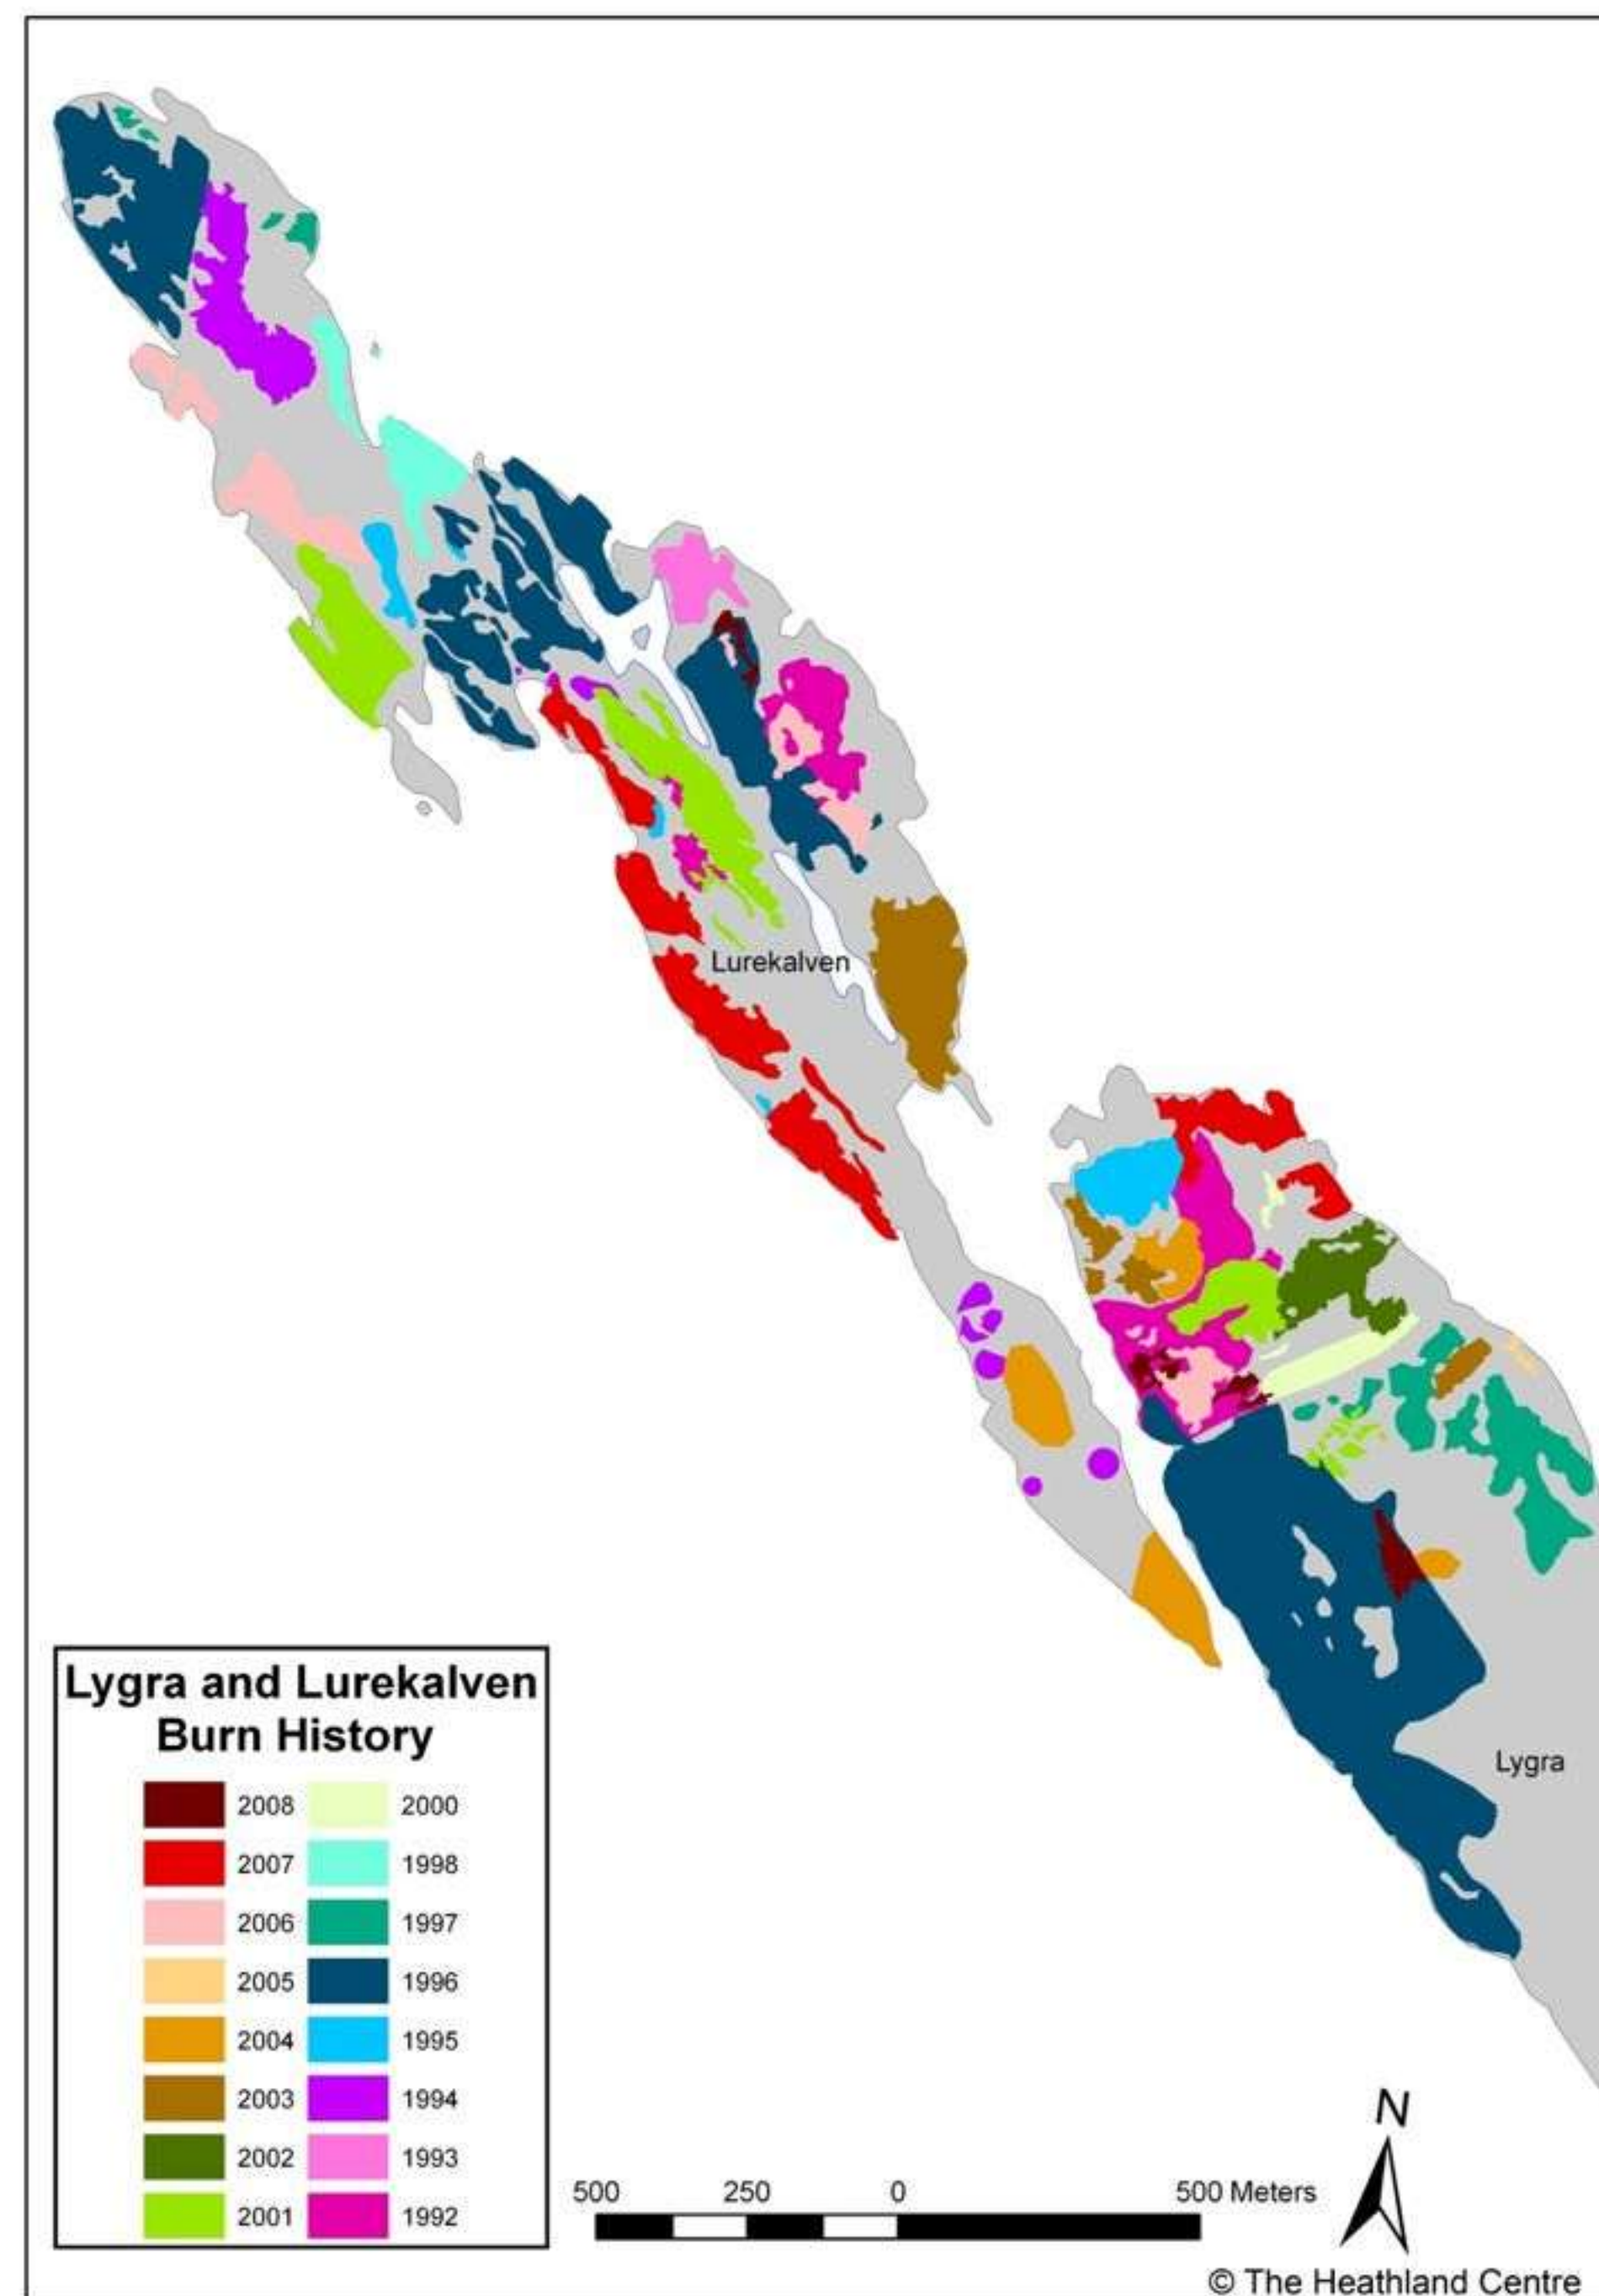 Lurekalven
Lygra
Lygra and Lurekalven
Burn History
2008 2000
2007 1998
2006 1997
2005 1996
2004 1995
2003 1994
2002 1993
2001 1992
N
500 250 0 500 Meters
© The Heathland Centre